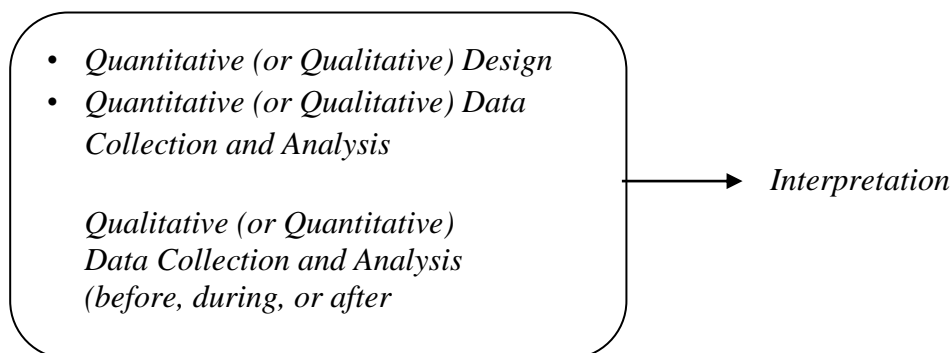 • Quantitative (or Qualitative) Design
• Quantitative (or Qualitative) Data
Collection and Analysis
Interpretation
Qualitative (or Quantitative)
Data Collection and Analysis
(before, during, or after